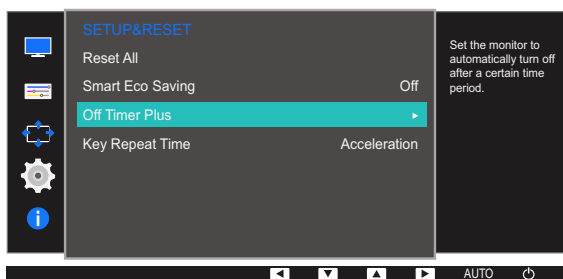 SETUP&RESET
Reset All
Smart Eco Saving Off
Off Timer Plus
Key Repeat Time Acceleration
Set the monitor to
automatically turn off
after a certain time
period.
AUTO